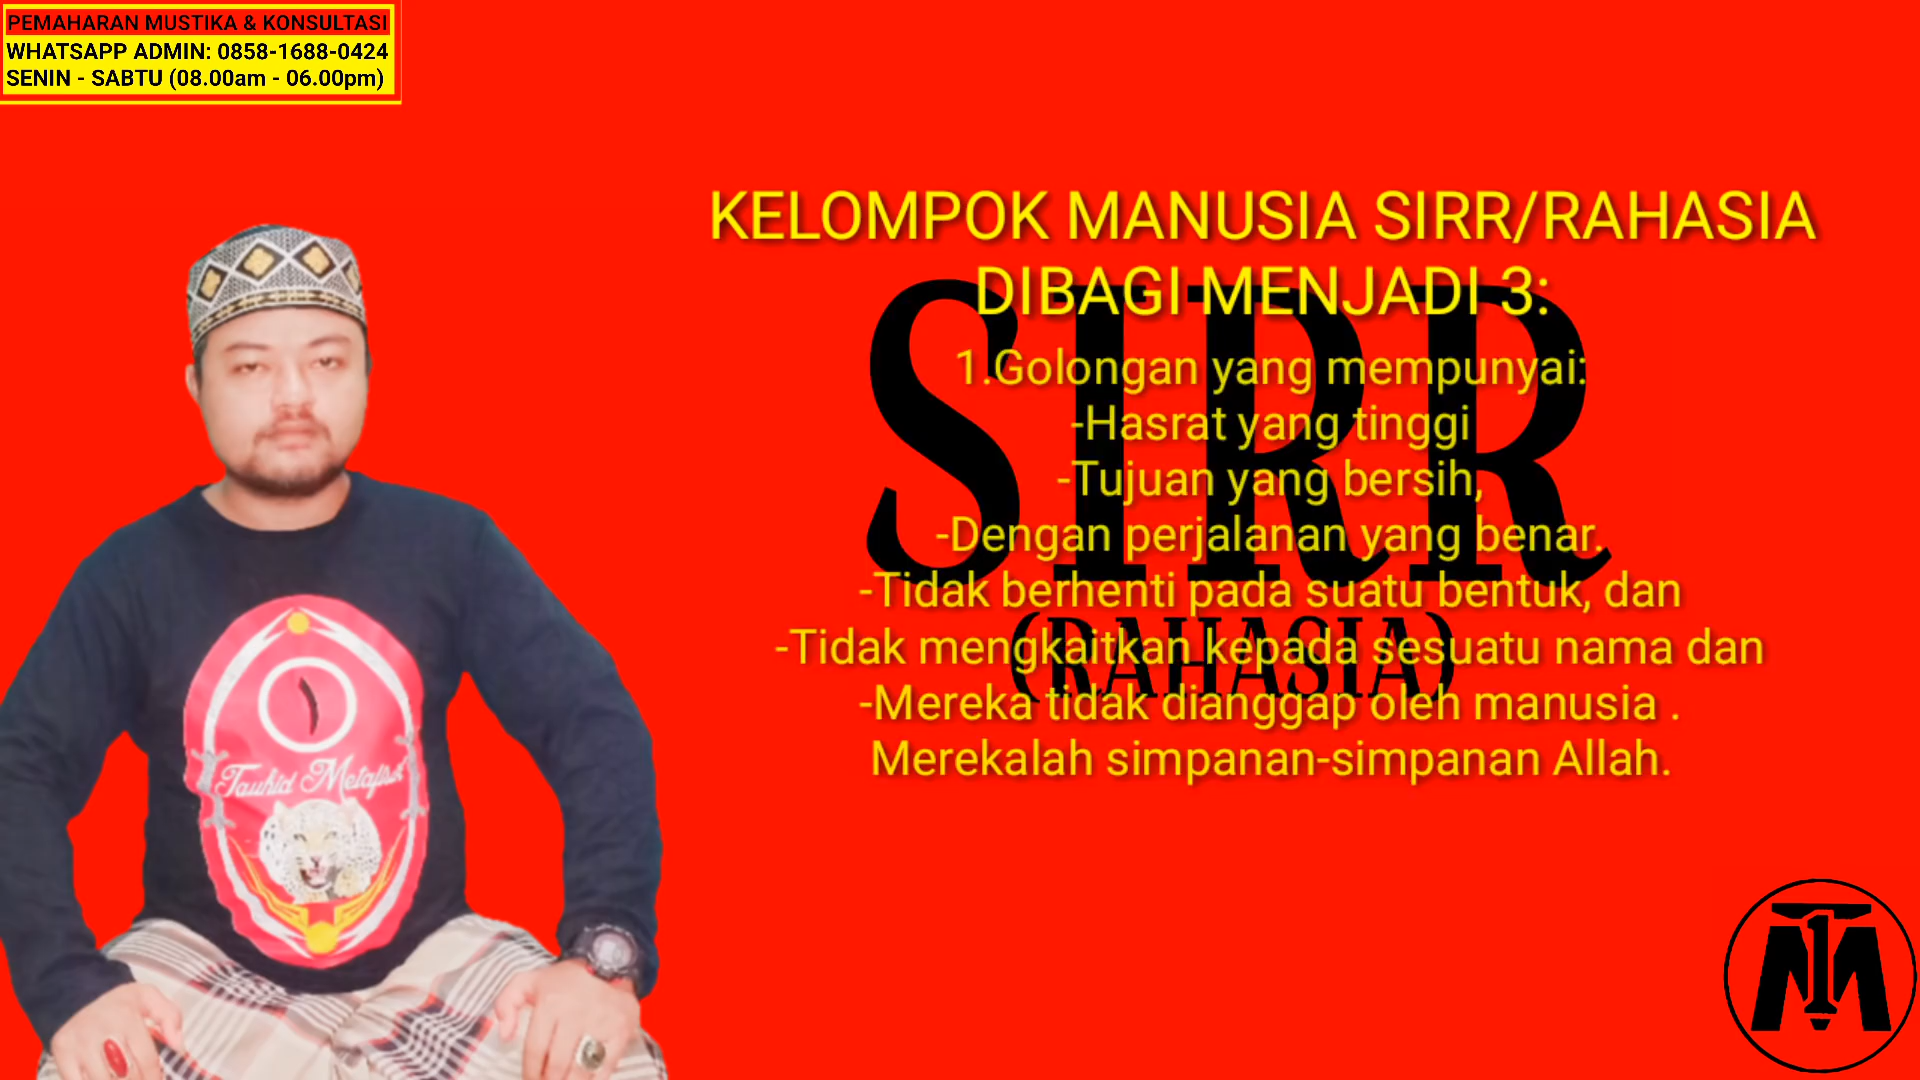 PEMAHARAN MUSTIKA & KONSULTASI
WHATSAPP ADMIN: 0858-1688-0424
SENIN - SABTU (08.00am - 06.00pm)
KELOMPOK MANUSIA SIRR/RAHASIA
DIBAGI MENJADI 3:
1.Golongan yang mempunyai:
-Hasrat yang tinggi
-Tujuan yang bersih,
-Dengan perjalanan yang benar.
-Tidak berhenti pada suatu bentuk, dan
-Tidak mengkaitkan kepada sesuatu nama dan
-Mereka tidak dianggap oleh manusia .
Merekalah simpanan-simpanan Allah.
SIRR
(RAHASIA)
Tauhid Metafisik
TM1